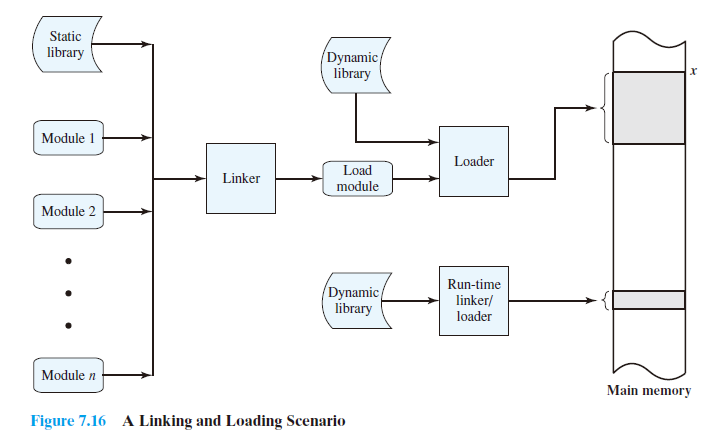 Static
library
Module 1
Module 2
Module n
Linker
Dynamic
library
Load
module
Loader
Dynamic
library
Run-time
linker/
loader
x
Main memory
Figure 7.16 A Linking and Loading Scenario